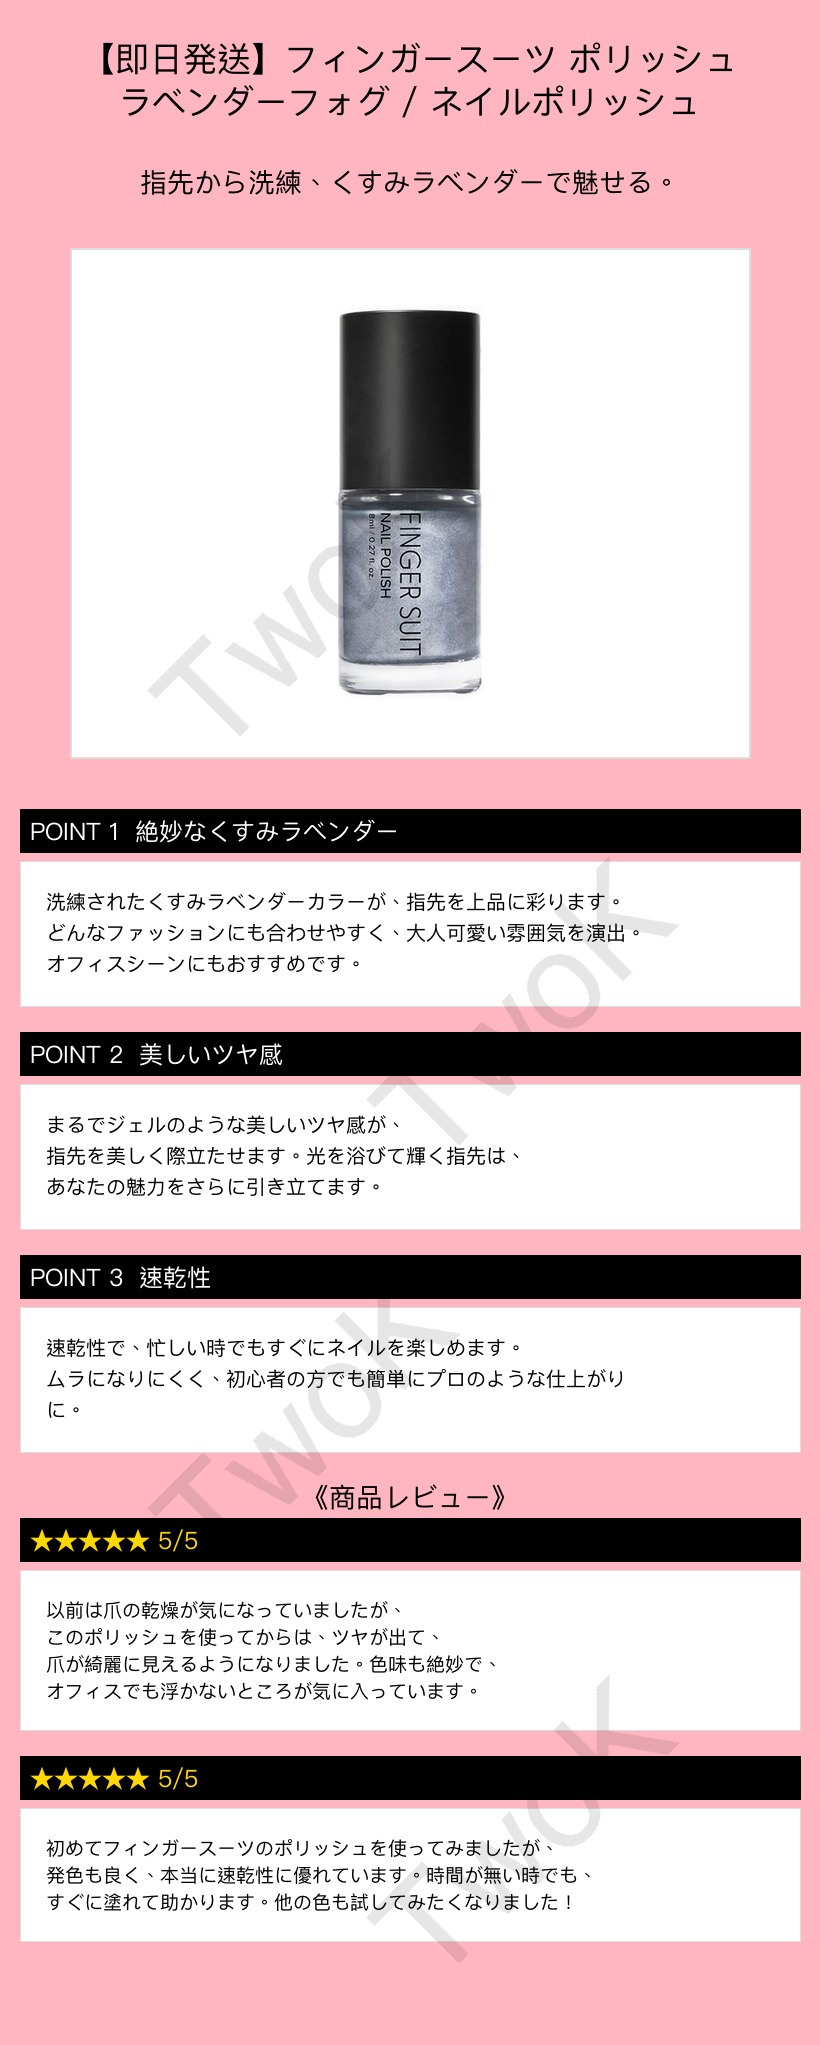 【即日発送】フィンガースーツ ポリッシュ
ラベンダーフォグ / ネイルポリッシュ
指先から洗練、くすみラベンダーで魅せる。
FINGER SUIT
NAIL POLISH
8ml / 0.27 fl. oz.
TwoK
POINT 1 絶妙なくすみラベンダー
洗練されたくすみラベンダーカラーが、指先を上品に彩ります。
どんなファッションにも合わせやすく、大人可愛い雰囲気を演出。
オフィスシーンにもおすすめです。
TwoK
POINT 2 美しいツヤ感
まるでジェルのような美しいツヤ感が、
指先を美しく際立たせます。光を浴びて輝く指先は、
あなたの魅力をさらに引き立てます。
POINT 3 速乾性
速乾性で、忙しい時でもすぐにネイルを楽しめます。
ムラになりにくく、初心者の方でも簡単にプロのような仕上がり
に。
TwoK
《商品レビュー》
★★★★★ 5/5
以前は爪の乾燥が気になっていましたが、
このポリッシュを使ってからは、ツヤが出て、
爪が綺麗に見えるようになりました。色味も絶妙で、
オフィスでも浮かないところが気に入っています。
★★★★★ 5/5
初めてフィンガースーツのポリッシュを使ってみましたが、
発色も良く、本当に速乾性に優れています。時間が無い時でも、
すぐに塗れて助かります。他の色も試してみたくなりました！
TwoK